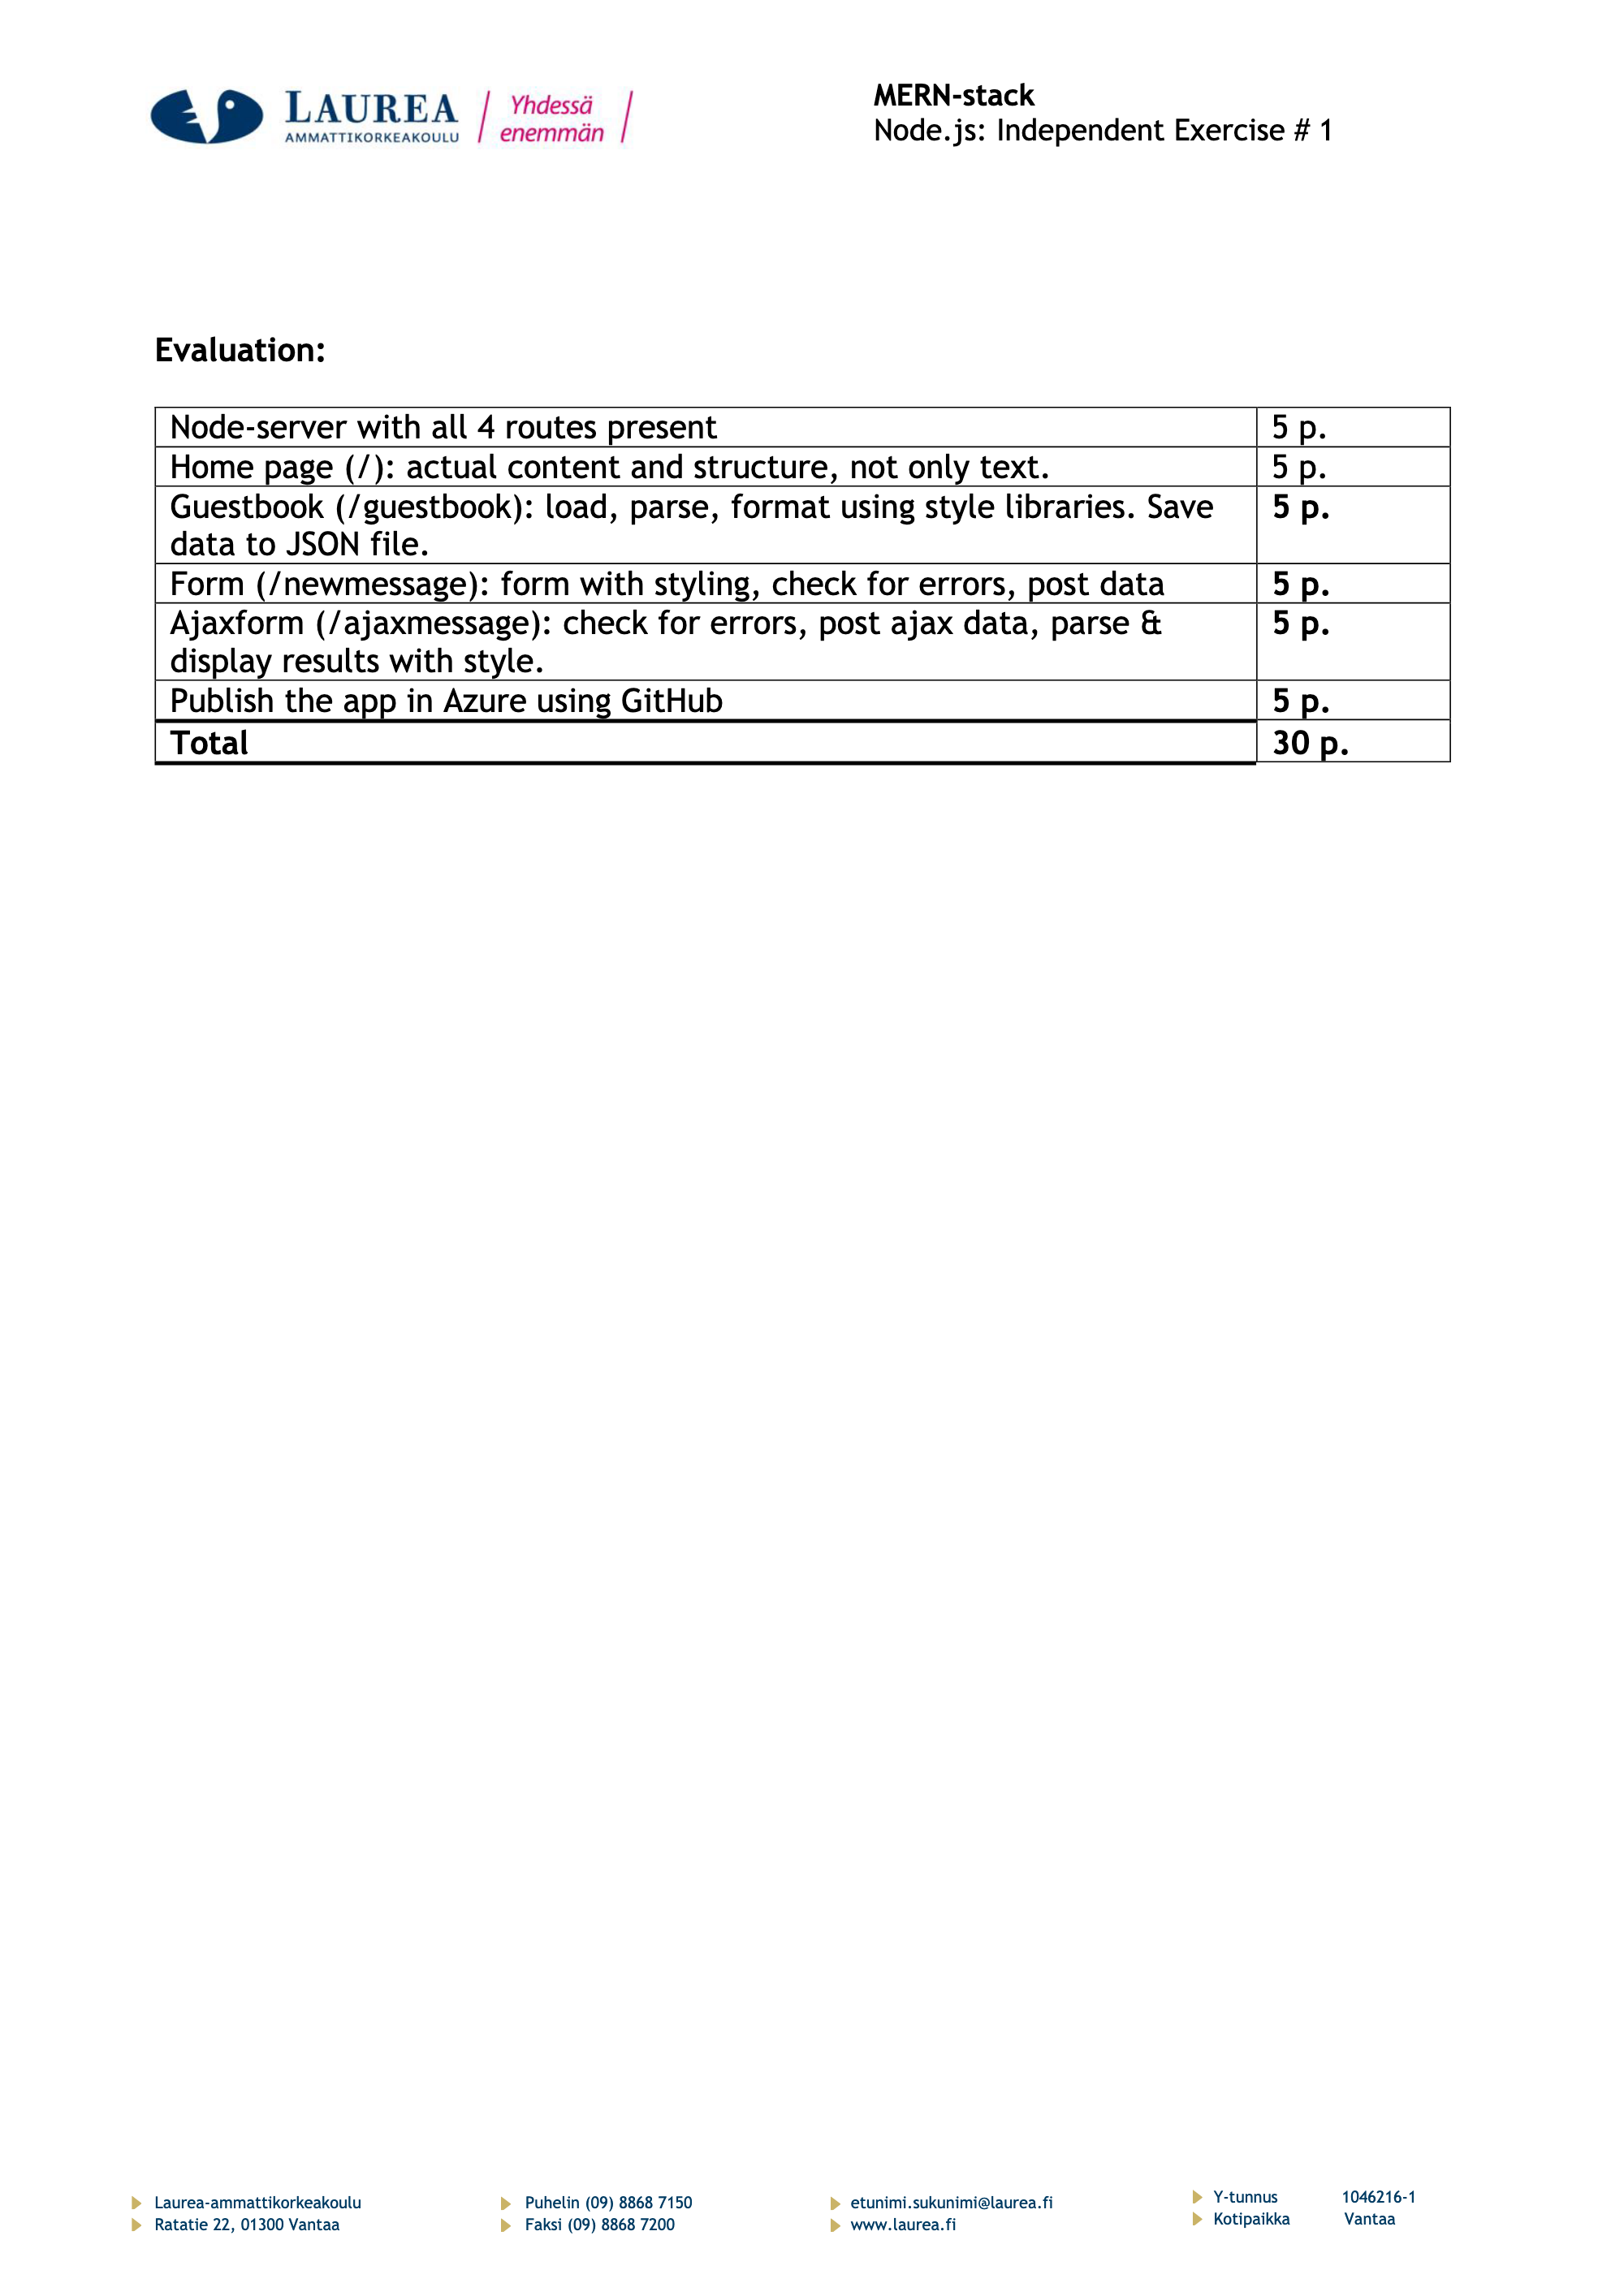 LAUREA
AMMATTIKORKEAKOULU
Yhdessä
enemmän
MERN-stack
Node.js: Independent Exercise # 1
Evaluation:
Node-server with all 4 routes present 5 p.
Home page (/): actual content and structure, not only text. 5 p.
Guestbook (/guestbook): load, parse, format using style libraries. Save 5 p.
data to JSON file.
Form (/newmessage): form with styling, check for errors, post data 5 p.
Ajaxform (/ajaxmessage): check for errors, post ajax data, parse & 5 p.
display results with style.
Publish the app in Azure using GitHub 5 p.
Total 30 p.
Laurea-ammattikorkeakoulu
Ratatie 22, 01300 Vantaa
Puhelin (09) 8868 7150
Faksi (09) 8868 7200
etunimi.sukunimi@laurea.fi
www.laurea.fi
Y-tunnus 1046216-1
Kotipaikka Vantaa